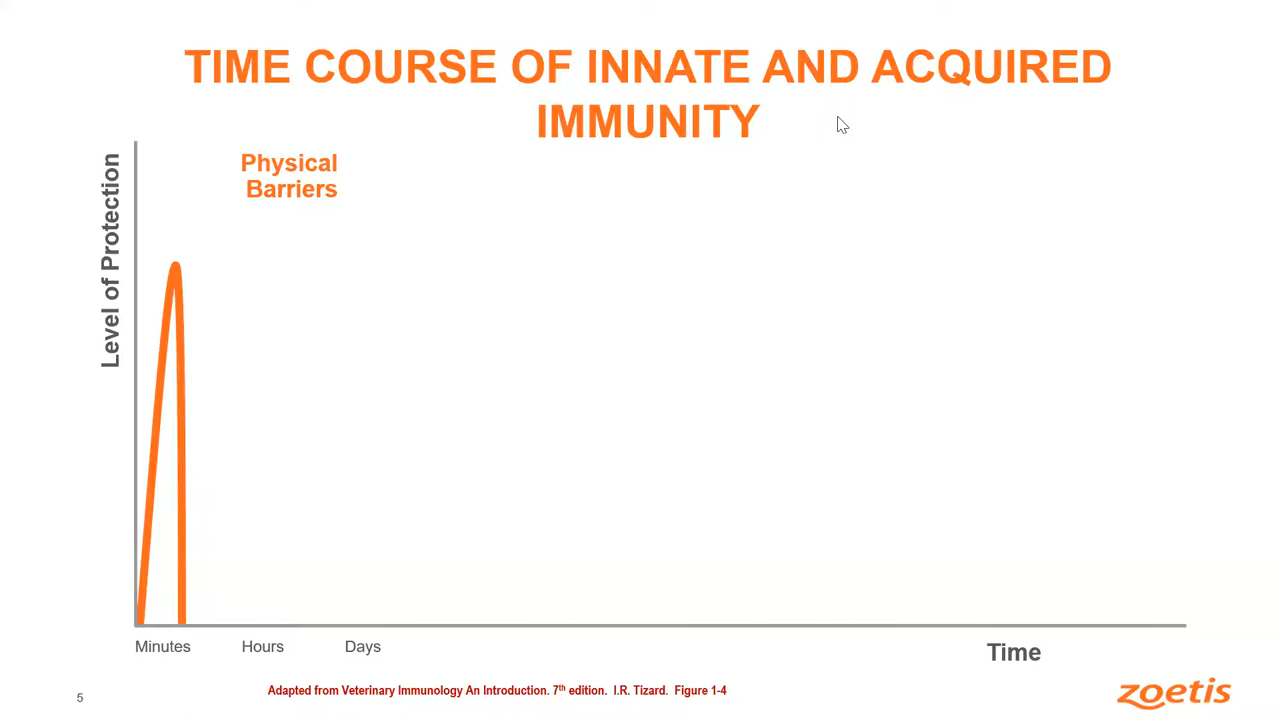 TIME COURSE OF INNATE AND ACQUIRED
IMMUNITY
Physical
Barriers
Level of Protection
Minutes
Hours
Days
Time
Adapted from Veterinary Immunology An Introduction. 7th edition. I.R. Tizard. Figure 1-4
5
zoetis